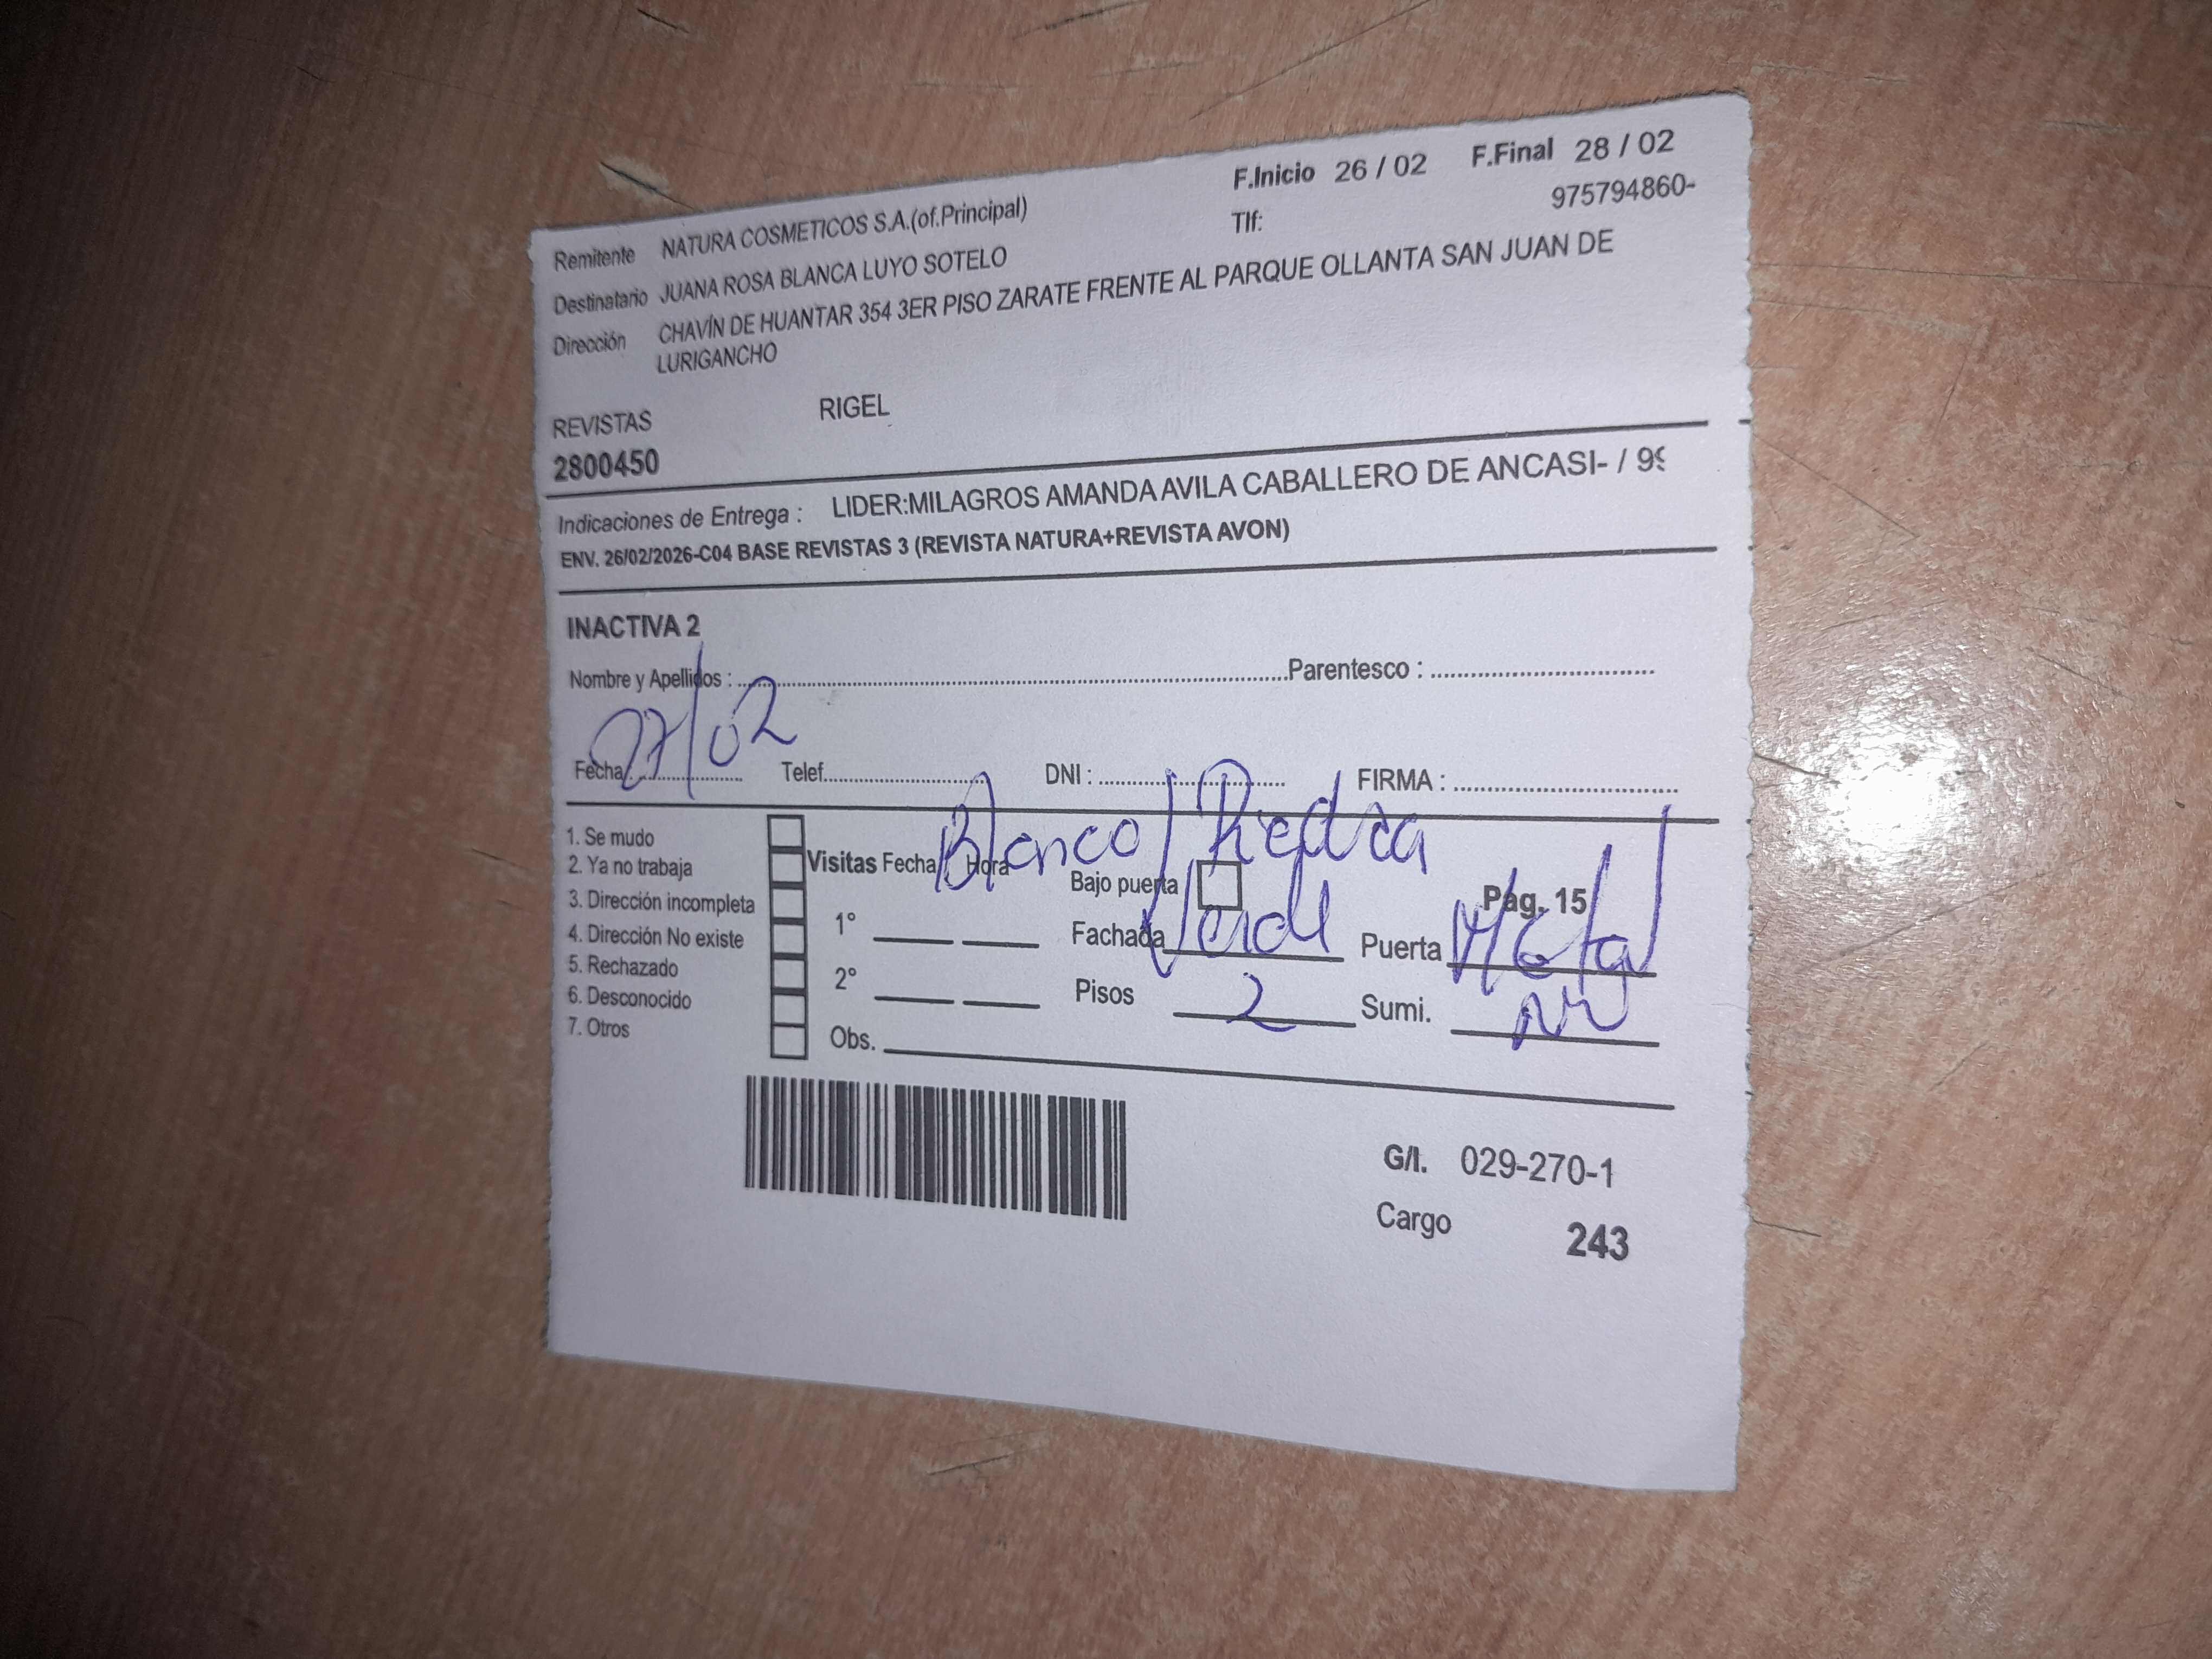 F.Inicio 26 / 02 F.Final 28 / 02
Remitente NATURA COSMETICOS S.A.(of.Principal) Tlf: 975794860-
Destinatario JUANA ROSA BLANCA LUYO SOTELO
Dirección CHAVÍN DE HUANTAR 354 3ER PISO ZARATE FRENTE AL PARQUE OLLANTA SAN JUAN DE
LURIGANCHO
REVISTAS RIGEL
2800450
Indicaciones de Entrega : LIDER:MILAGROS AMANDA AVILA CABALLERO DE ANCASI- / 99
ENV. 26/02/2026-C04 BASE REVISTAS 3 (REVISTA NATURA+REVISTA AVON)
INACTIVA 2
Nombre y Apellidos : Parentesco :
Fecha : 27/02 Telef. DNI : FIRMA :
Blanco/Piedra
1. Se mudo
2. Ya no trabaja Visitas Fecha Hora Bajo puerta Pág. 15
3. Dirección incompleta
4. Dirección No existe 1° Fachada Verde Puerta Metal
5. Rechazado
6. Desconocido 2° Pisos 2 Sumi.
7. Otros Obs.
G/I. 029-270-1
Cargo 243